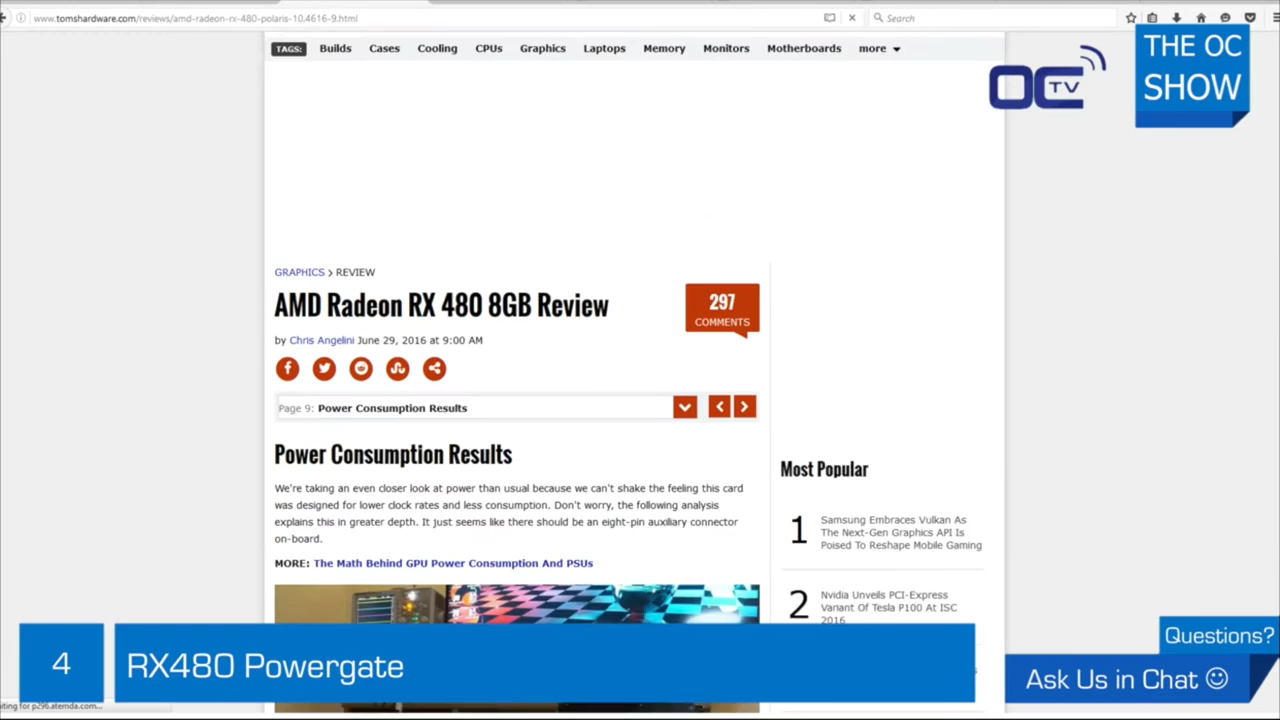 www.tomshardware.com/reviews/amd-radeon-rx-480-polaris-10,4616-9.html
Search
TAGS: Builds Cases Cooling CPUs Graphics Laptops Memory Monitors Motherboards more
OC TV
THE OC
SHOW
GRAPHICS > REVIEW
AMD Radeon RX 480 8GB Review
297
COMMENTS
by Chris Angelini June 29, 2016 at 9:00 AM
Page 9: Power Consumption Results
Power Consumption Results
We're taking an even closer look at power than usual because we can't shake the feeling this card
was designed for lower clock rates and less consumption. Don't worry, the following analysis
explains this in greater depth. It just seems like there should be an eight-pin auxiliary connector
on-board.
MORE: The Math Behind GPU Power Consumption And PSUs
Most Popular
1
Samsung Embraces Vulkan As
The Next-Gen Graphics API Is
Poised To Reshape Mobile Gaming
2
Nvidia Unveils PCI-Express
Variant Of Tesla P100 At ISC
2016
4
RX480 Powergate
Questions?
Ask Us in Chat ☺
iting for p296.atemda.com...